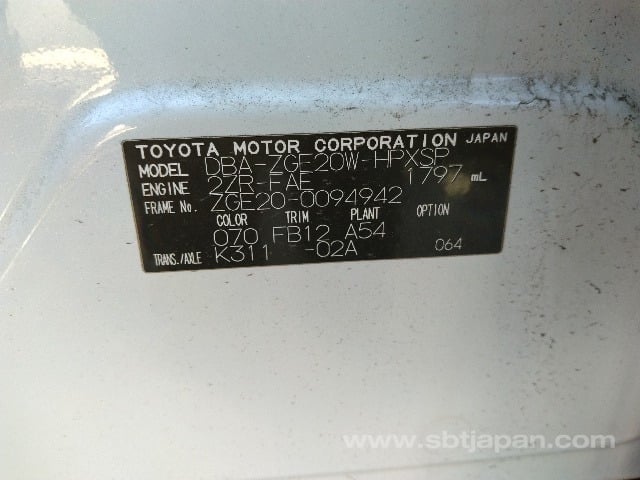 TOYOTA MOTOR CORPORATION JAPAN
MODEL DBA-ZGE20W-HPXSP
ENGINE 2ZR-FAE 1797 mL
FRAME No. ZGE20-0094942
COLOR TRIM PLANT OPTION
070 FB12 A54
TRANS./AXLE K311 -02A 064
www.sbtjapan.com